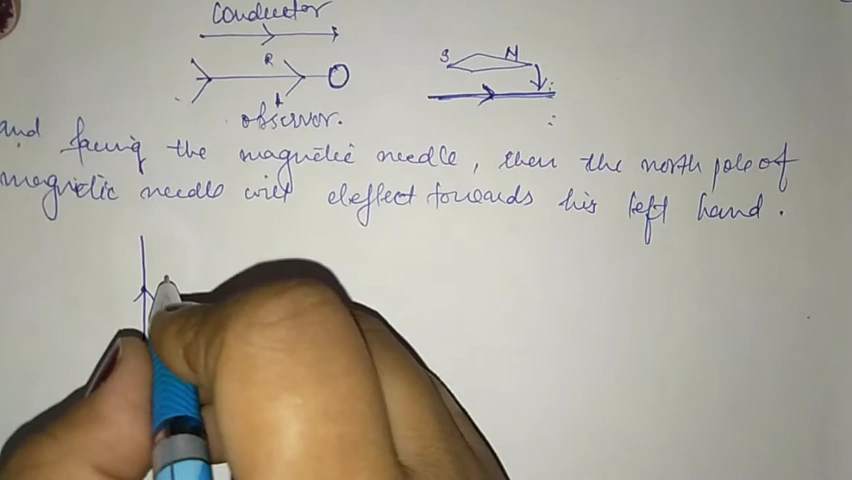 Conductor
R
S N
observor.
and facing the magnetic needle, then the north pole of
magnetic needle will deflect towards his left hand.